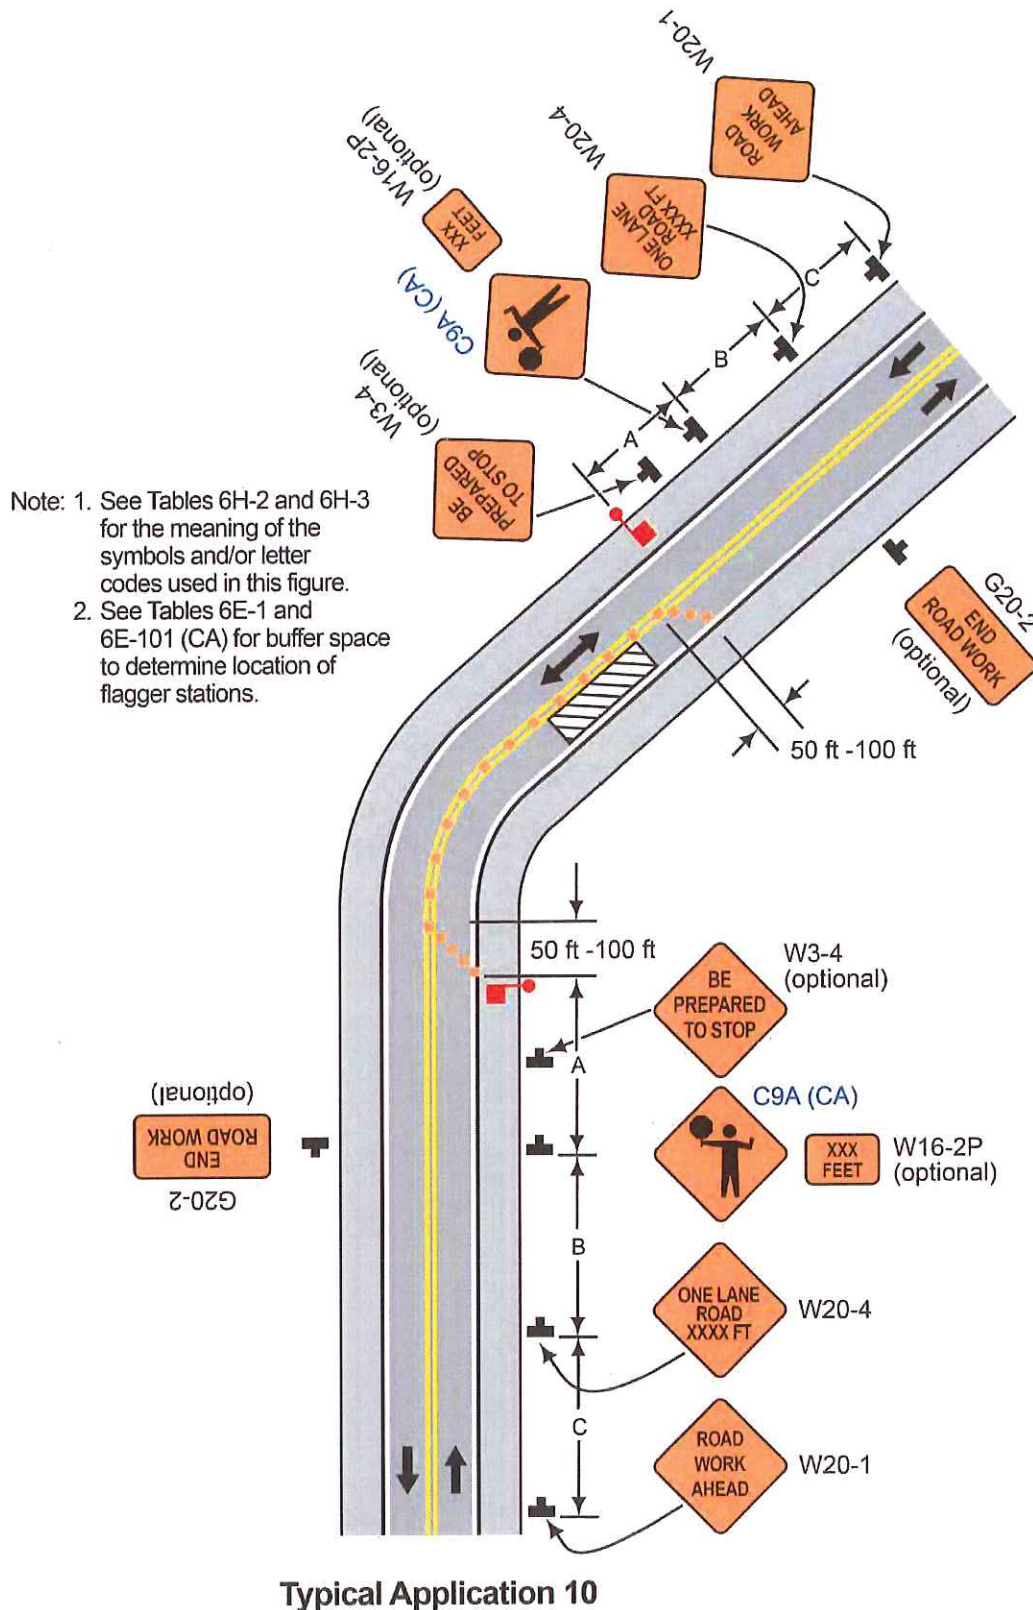 W20-1
ROAD
WORK
AHEAD
W20-4
ONE LANE
ROAD
XXXX FT
W16-2P
(optional)
XXX
FEET
C9A (CA)
W3-4
(optional)
BE
PREPARED
TO STOP
A
B
C
Note: 1. See Tables 6H-2 and 6H-3
for the meaning of the
symbols and/or letter
codes used in this figure.
2. See Tables 6E-1 and
6E-101 (CA) for buffer space
to determine location of
flagger stations.
G20-2
END
ROAD WORK
(optional)
50 ft -100 ft
50 ft -100 ft
BE
PREPARED
TO STOP
W3-4
(optional)
A
C9A (CA)
XXX
FEET
W16-2P
(optional)
G20-2
END
ROAD WORK
(optional)
B
ONE LANE
ROAD
XXXX FT
W20-4
C
ROAD
WORK
AHEAD
W20-1
Typical Application 10